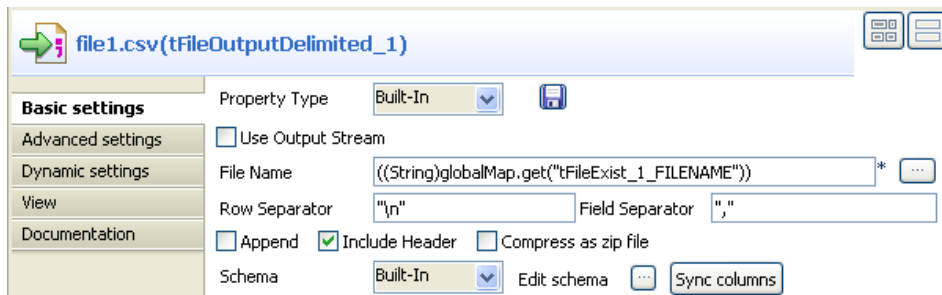 file1.csv(tFileOutputDelimited_1)
Basic settings
Advanced settings
Dynamic settings
View
Documentation
Property Type Built-In
Use Output Stream
File Name ((String)globalMap.get("tFileExist_1_FILENAME")) * ...
Row Separator "\n" Field Separator ","
Append Include Header Compress as zip file
Schema Built-In Edit schema ... Sync columns